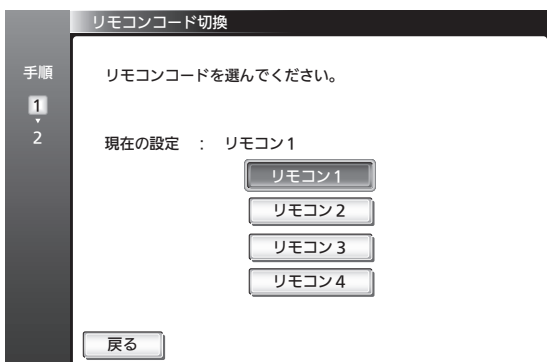 リモコンコード切換
手順
1
2
リモコンコードを選んでください。
現在の設定 : リモコン1
リモコン1
リモコン2
リモコン3
リモコン4
戻る